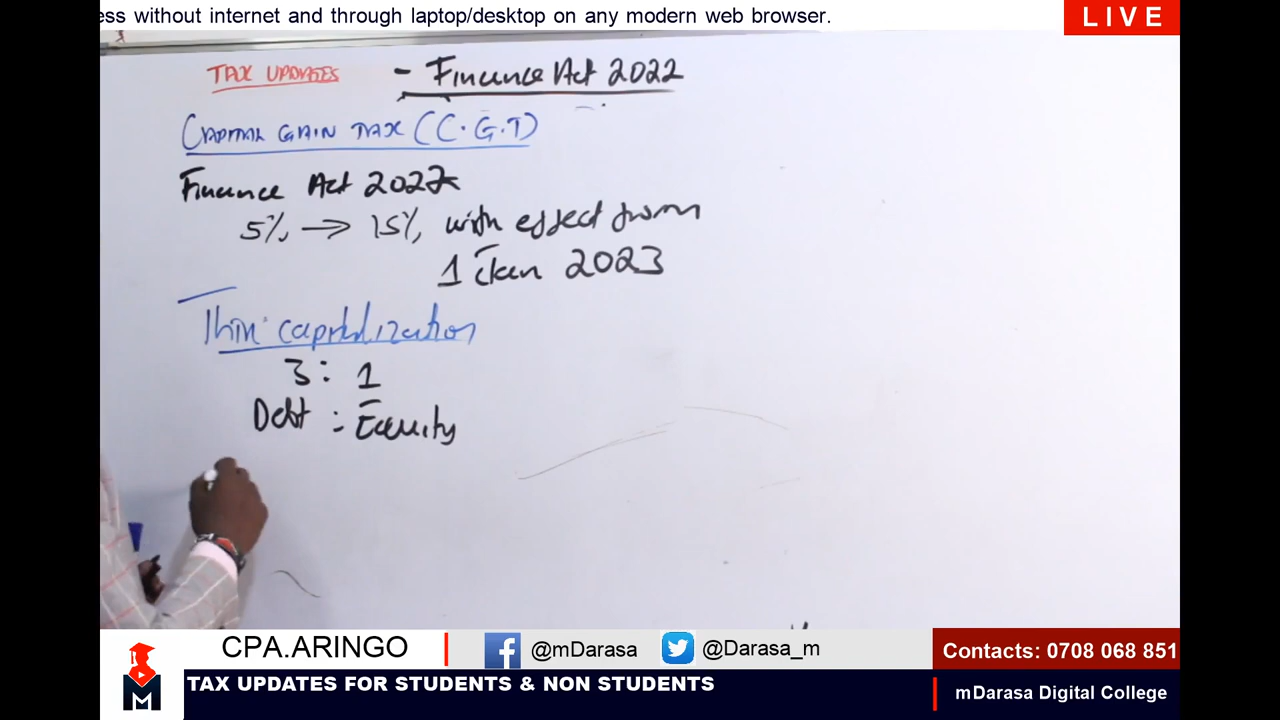 ess without internet and through laptop/desktop on any modern web browser.
LIVE
TAX UPDATES - Finance Act 2022
CAPITAL GAIN TAX (C.G.T)
Finance Act 2022
5% → 15% with effect from
1 Jan 2023
Thin capitalization
3 : 1
Debt : Equity
CPA.ARINGO
@mDarasa
@Darasa_m
Contacts: 0708 068 851
M
TAX UPDATES FOR STUDENTS & NON STUDENTS
mDarasa Digital College